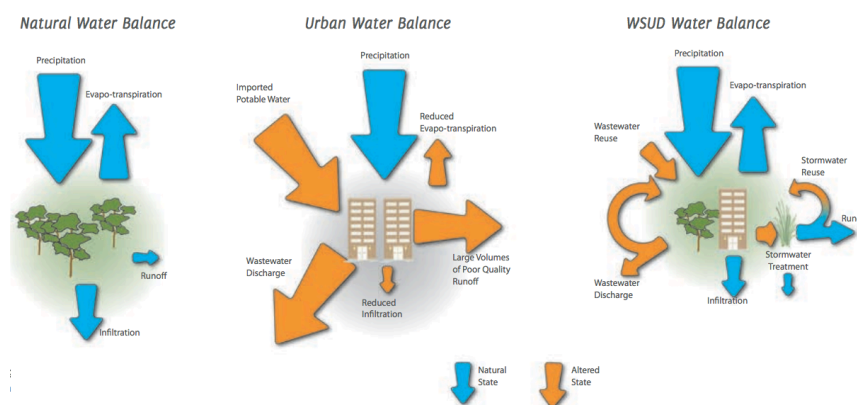 Natural Water Balance
Precipitation
Evapo-transpiration
Runoff
Infiltration
Urban Water Balance
Precipitation
Imported
Potable Water
Reduced
Evapo-transpiration
Wastewater
Discharge
Large Volumes
of Poor Quality
Runoff
Reduced
Infiltration
WSUD Water Balance
Precipitation
Evapo-transpiration
Wastewater
Reuse
Stormwater
Reuse
Run
Stormwater
Treatment
Wastewater
Discharge
Infiltration
Natural
State
Altered
State